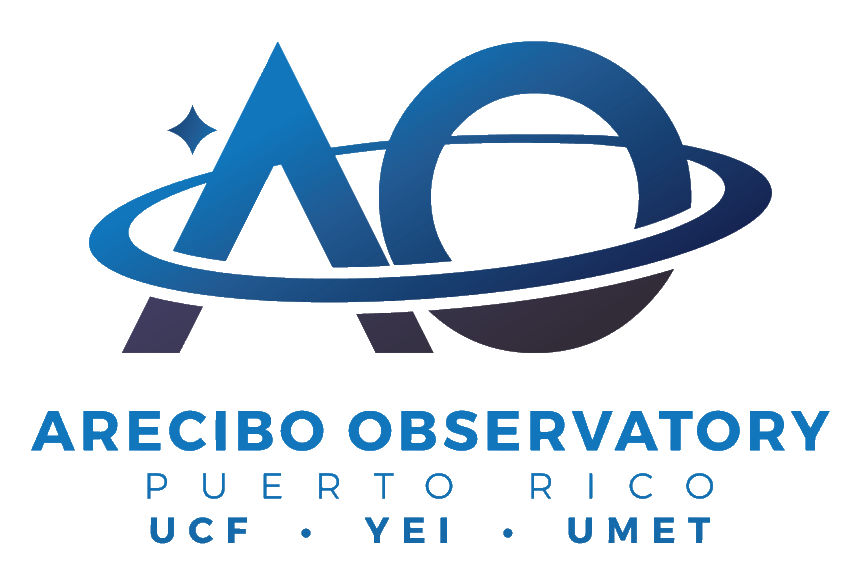 AO
ARECIBO OBSERVATORY
PUERTO RICO
UCF • YEI • UMET